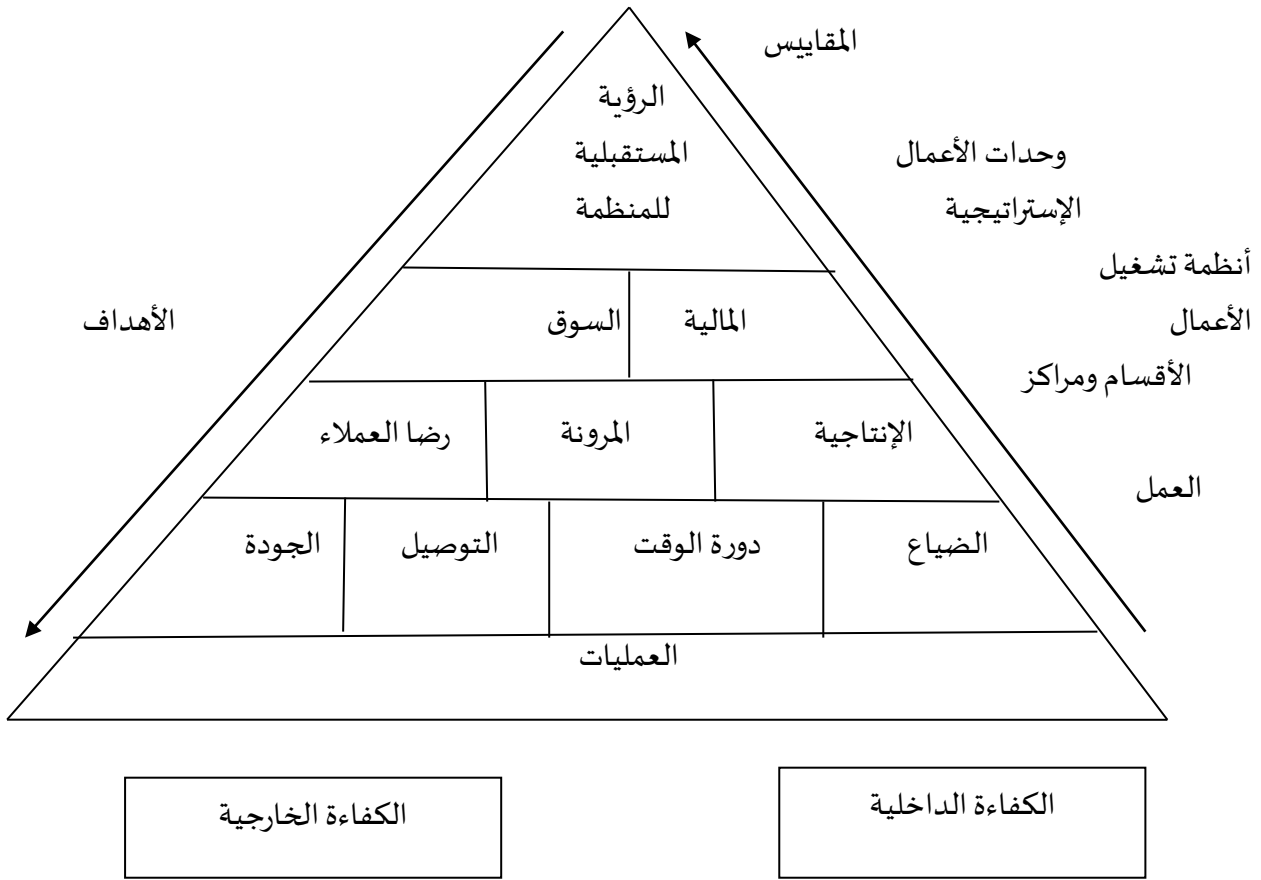 المقاييس
الرؤية
المستقبلية
للمنظمة
وحدات الأعمال
الإستراتيجية
أنظمة تشغيل
الأعمال
المالية
السوق
الأهداف
الأقسام ومراكز
العمل
الإنتاجية
المرونة
رضا العملاء
الضياع
دورة الوقت
التوصيل
الجودة
العمليات
الكفاءة الداخلية
الكفاءة الخارجية